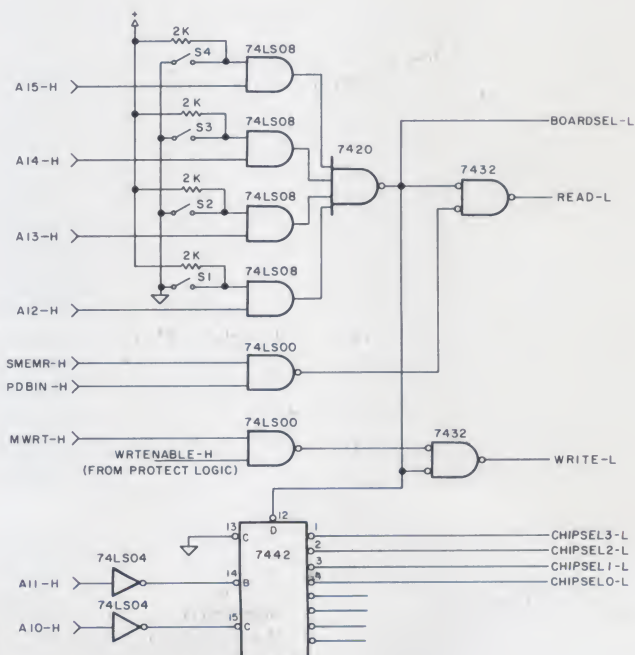 +
2K
S4
74LS08
A15-H
2K
S3
74LS08
A14-H
7420
BOARDSEL-L
7432
2K
S2
74LS08
READ-L
A13-H
2K
S1
74LS08
A12-H
SMEMR-H
74LS00
PDBIN-H
74LS00
MWRT-H
7432
WRTENABLE-H
(FROM PROTECT LOGIC)
WRITE-L
12
D
13
C
7442
1
CHIPSEL3-L
2
CHIPSEL2-L
3
CHIPSEL1-L
4
CHIPSEL0-L
74LS04
A11-H
14
B
74LS04
A10-H
15
C